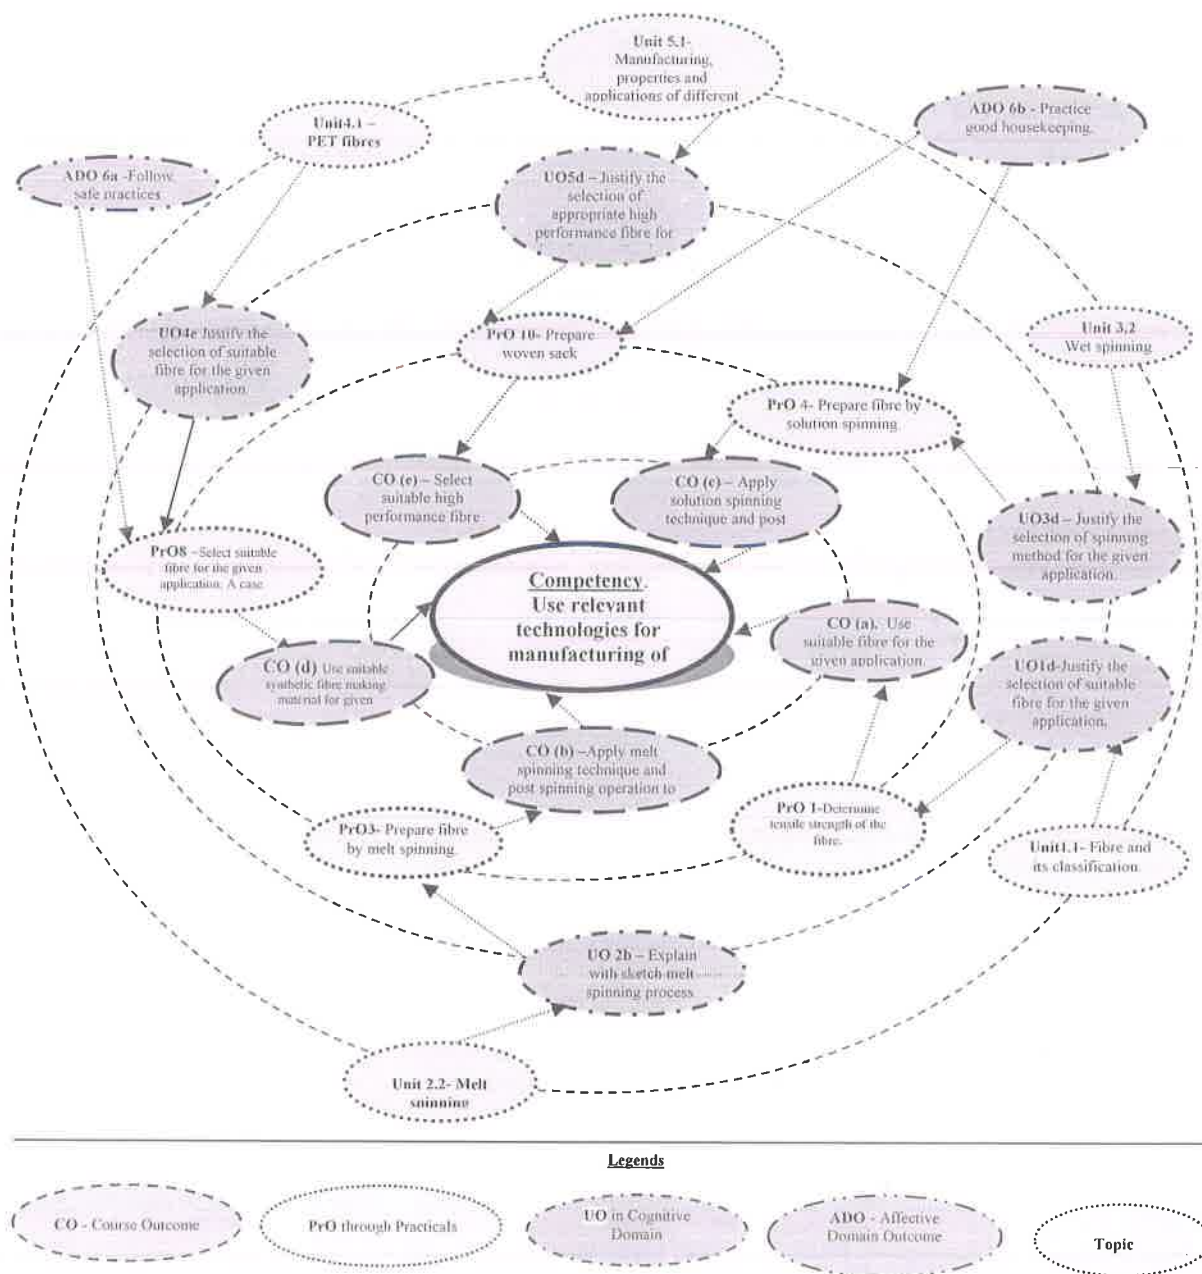 Unit 5.1-
Manufacturing,
properties and
applications of different
ADO 6b - Practice
good housekeeping.
Unit4.1 –
PET fibres
ADO 6a -Follow
safe practices
UO5d – Justify the
selection of
appropriate high
performance fibre for
UO4e Justify the
selection of suitable
fibre for the given
application.
PrO 10- Prepare
woven sack
Unit 3.2
Wet spinning
PrO 4- Prepare fibre by
solution spinning.
CO (e) – Select
suitable high
performance fibre
CO (c) – Apply
solution spinning
technique and post
UO3d – Justify the
selection of spinning
method for the given
application.
PrO8 –Select suitable
fibre for the given
application. A case
Competency.
Use relevant
technologies for
manufacturing of
CO (a). Use
suitable fibre for the
given application.
CO (d) Use suitable
synthetic fibre making
material for given
UO1d-Justify the
selection of suitable
fibre for the given
application.
CO (b) –Apply melt
spinning technique and
post spinning operation to
PrO3- Prepare fibre
by melt spinning.
PrO 1-Determine
tensile strength of the
fibre.
Unit1.1- Fibre and
its classification.
UO 2b – Explain
with sketch melt
spinning process
Unit 2.2- Melt
spinning
Legends
CO - Course Outcome
PrO through Practicals
UO in Cognitive
Domain
ADO - Affective
Domain Outcome
Topic